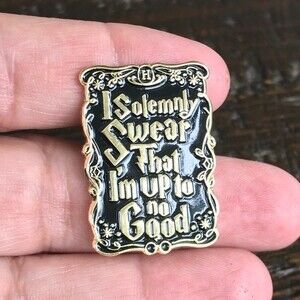 H
I Solemnly
Swear
That
I'm up to
no
Good